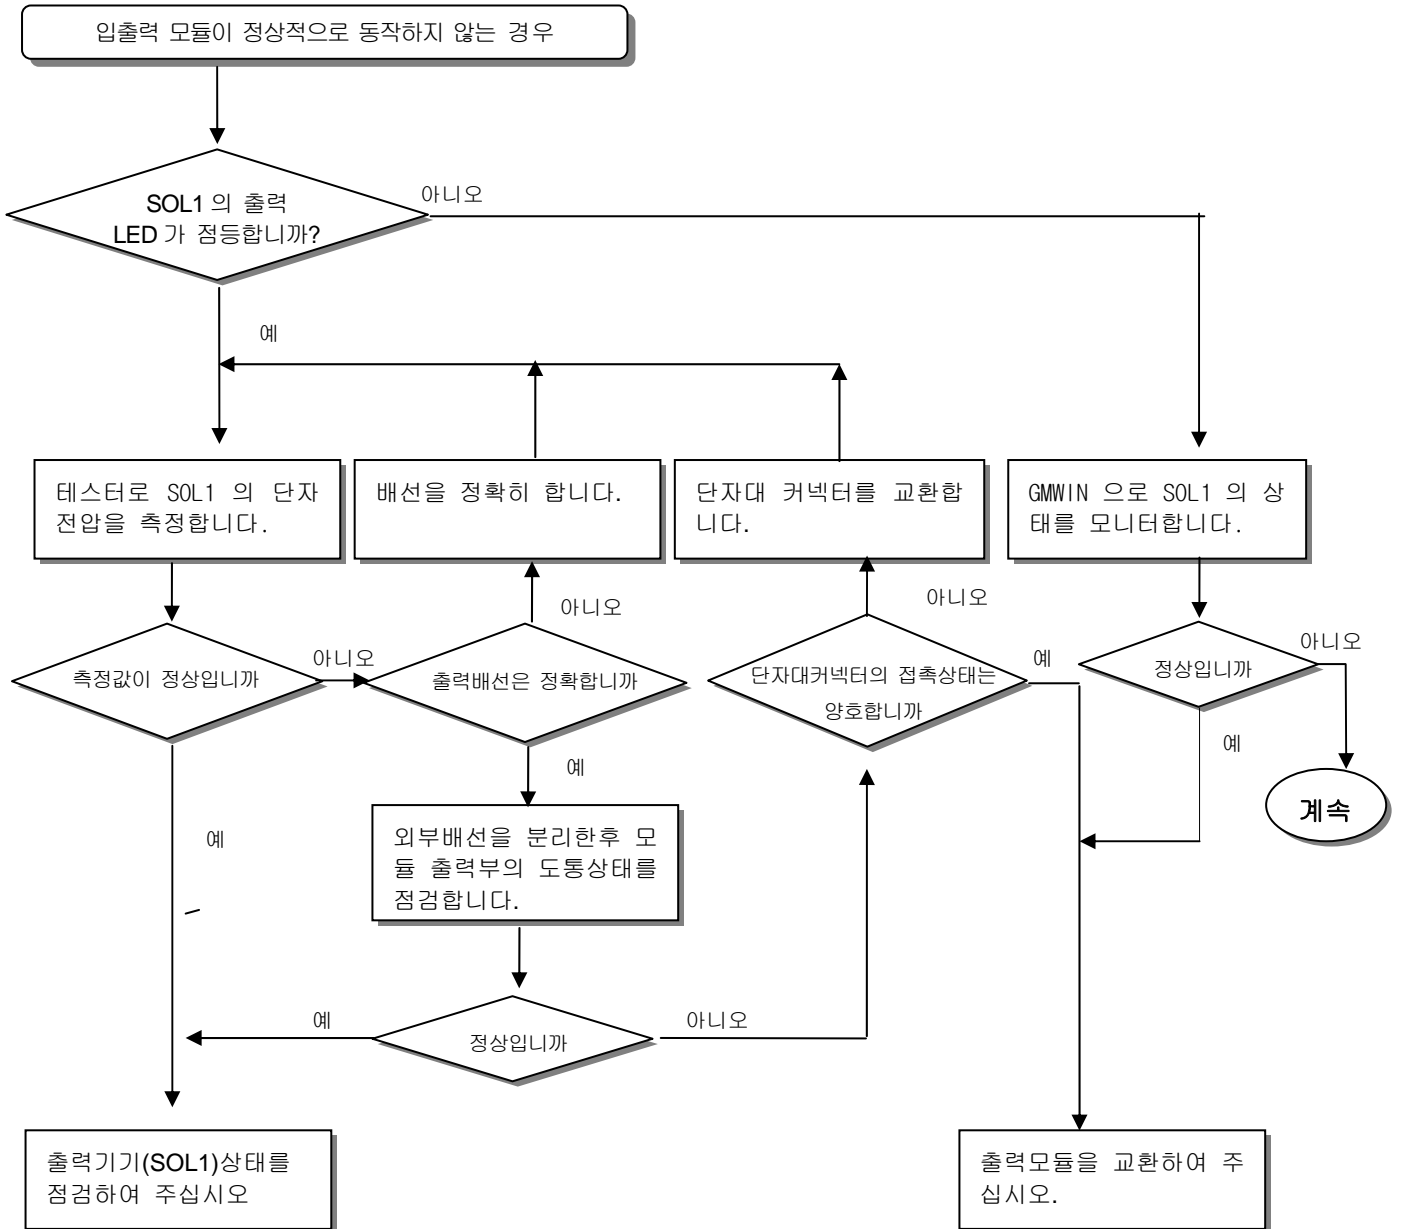 입출력 모듈이 정상적으로 동작하지 않는 경우
SOL1 의 출력
LED 가 점등합니까?
아니오
예
테스터로 SOL1 의 단자
전압을 측정합니다.
배선을 정확히 합니다.
단자대 커넥터를 교환합
니다.
GMWIN 으로 SOL1 의 상
태를 모니터합니다.
측정값이 정상입니까
아니오
출력배선은 정확합니까
아니오
단자대커넥터의 접촉상태는
양호합니까
아니오
예
정상입니까
아니오
예
계속
예
예
외부배선을 분리한후 모
듈 출력부의 도통상태를
점검합니다.
정상입니까
예
아니오
출력기기(SOL1)상태를
점검하여 주십시오
출력모듈을 교환하여 주
십시오.